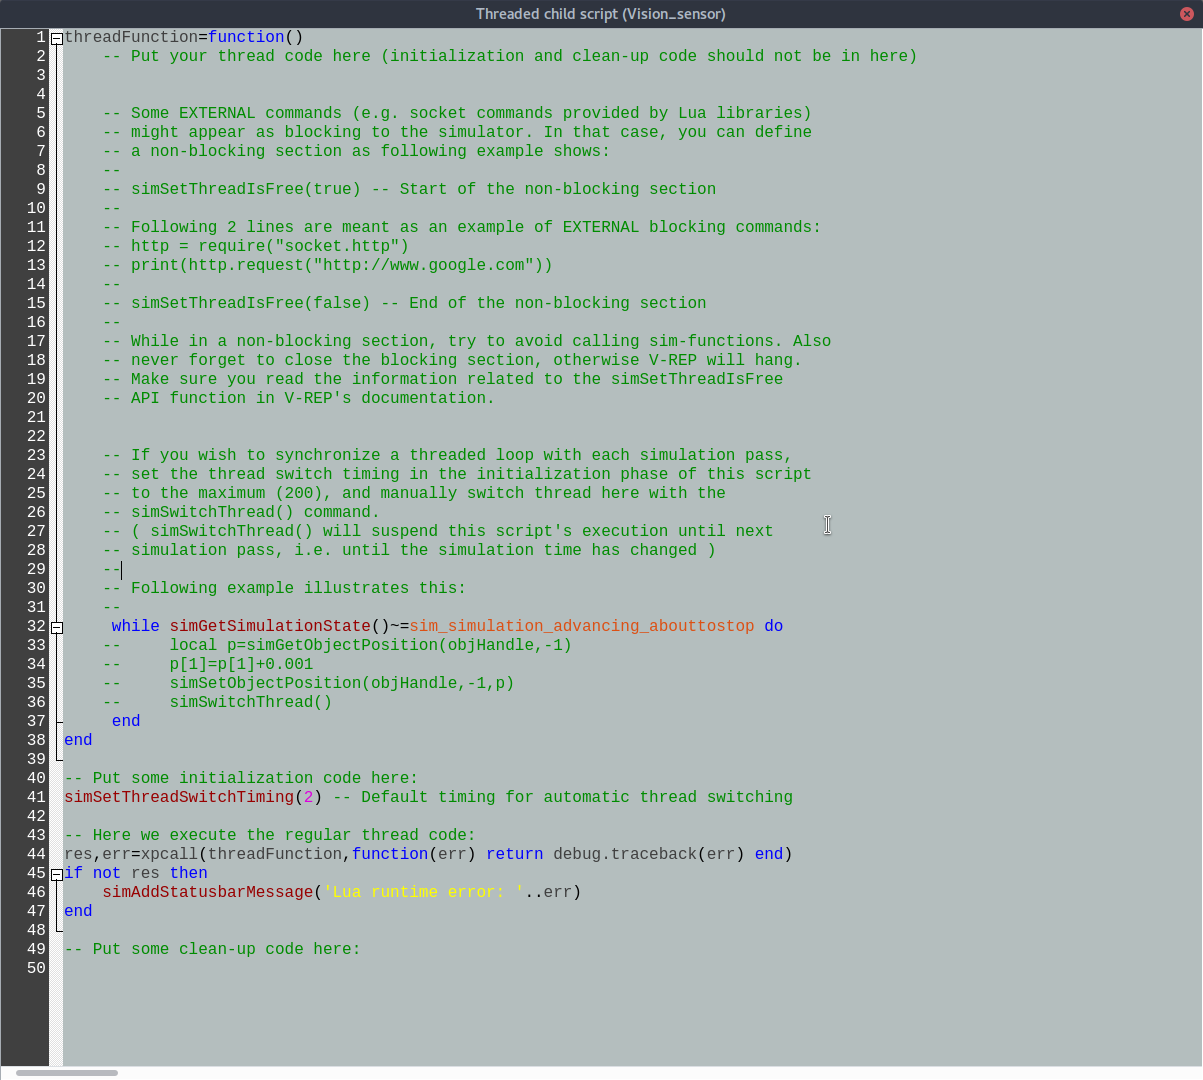 Threaded child script (Vision_sensor)
1 threadFunction=function()
2     -- Put your thread code here (initialization and clean-up code should not be in here)
3
4
5     -- Some EXTERNAL commands (e.g. socket commands provided by Lua libraries)
6     -- might appear as blocking to the simulator. In that case, you can define
7     -- a non-blocking section as following example shows:
8     --
9     -- simSetThreadIsFree(true) -- Start of the non-blocking section
10     --
11     -- Following 2 lines are meant as an example of EXTERNAL blocking commands:
12     -- http = require("socket.http")
13     -- print(http.request("http://www.google.com"))
14     --
15     -- simSetThreadIsFree(false) -- End of the non-blocking section
16     --
17     -- While in a non-blocking section, try to avoid calling sim-functions. Also
18     -- never forget to close the blocking section, otherwise V-REP will hang.
19     -- Make sure you read the information related to the simSetThreadIsFree
20     -- API function in V-REP's documentation.
21
22
23     -- If you wish to synchronize a threaded loop with each simulation pass,
24     -- set the thread switch timing in the initialization phase of this script
25     -- to the maximum (200), and manually switch thread here with the
26     -- simSwitchThread() command.
27     -- ( simSwitchThread() will suspend this script's execution until next
28     -- simulation pass, i.e. until the simulation time has changed )
29     --
30     -- Following example illustrates this:
31     --
32      while simGetSimulationState()~=sim_simulation_advancing_abouttostop do
33     --     local p=simGetObjectPosition(objHandle,-1)
34     --     p[1]=p[1]+0.001
35     --     simSetObjectPosition(objHandle,-1,p)
36     --     simSwitchThread()
37      end
38 end
39
40 -- Put some initialization code here:
41 simSetThreadSwitchTiming(2) -- Default timing for automatic thread switching
42
43 -- Here we execute the regular thread code:
44 res,err=xpcall(threadFunction,function(err) return debug.traceback(err) end)
45 if not res then
46     simAddStatusbarMessage('Lua runtime error: '..err)
47 end
48
49 -- Put some clean-up code here:
50